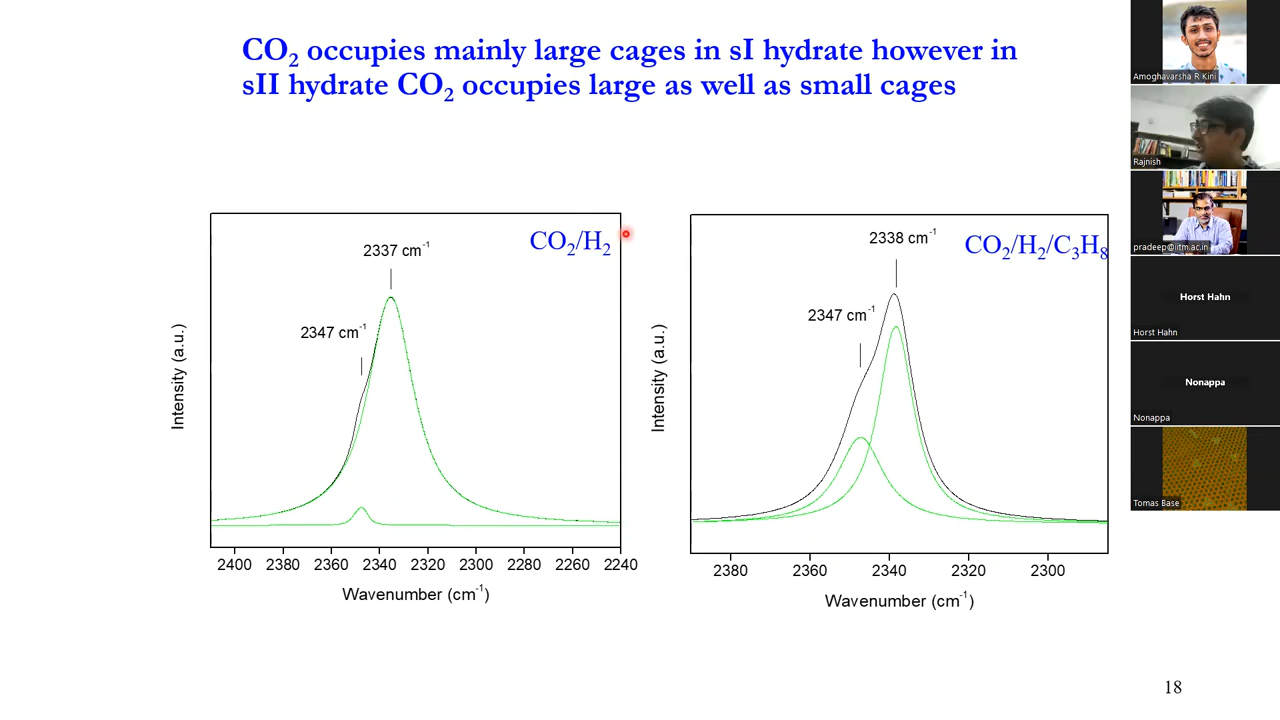 CO2 occupies mainly large cages in sI hydrate however in
sII hydrate CO2 occupies large as well as small cages
CO2/H2
2337 cm-1
2347 cm-1
Intensity (a.u.)
2400 2380 2360 2340 2320 2300 2280 2260 2240
Wavenumber (cm-1)
CO2/H2/C3H8
2338 cm-1
2347 cm-1
Intensity (a.u.)
2380 2360 2340 2320 2300
Wavenumber (cm-1)
18
Amoghavarsha R Kini
Rajnish
pradeep@iitm.ac.in
Horst Hahn
Horst Hahn
Nonappa
Nonappa
Tomas Base